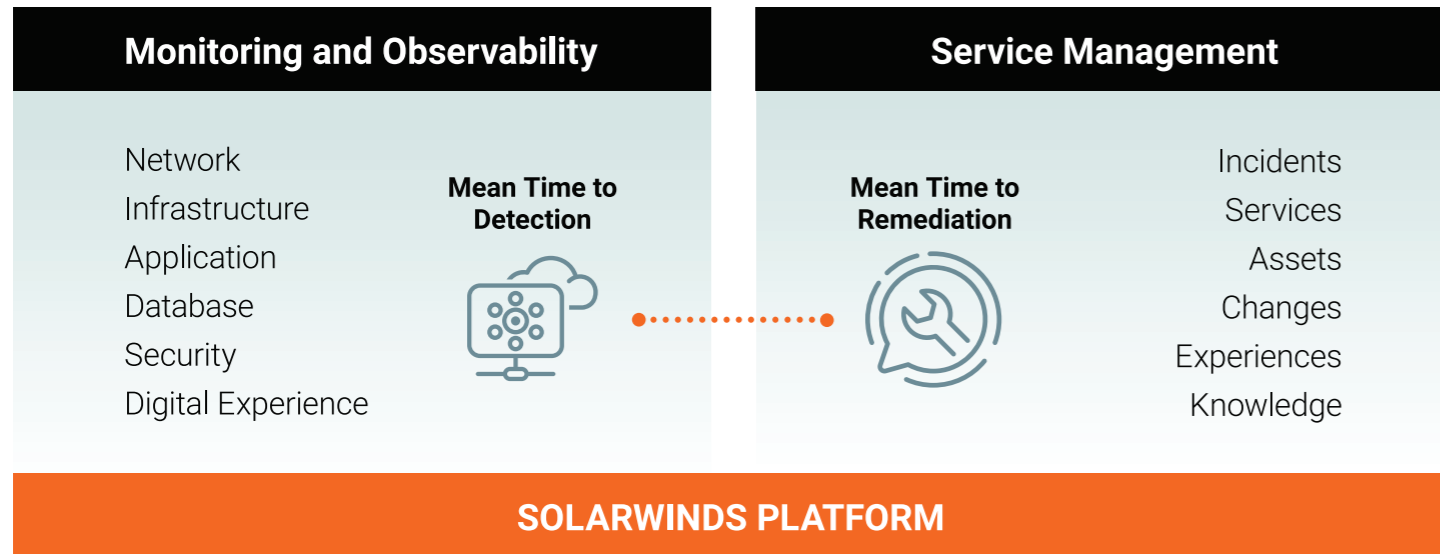 Monitoring and Observability
Network
Infrastructure
Application
Database
Security
Digital Experience
Mean Time to
Detection
Service Management
Mean Time to
Remediation
Incidents
Services
Assets
Changes
Experiences
Knowledge
SOLARWINDS PLATFORM